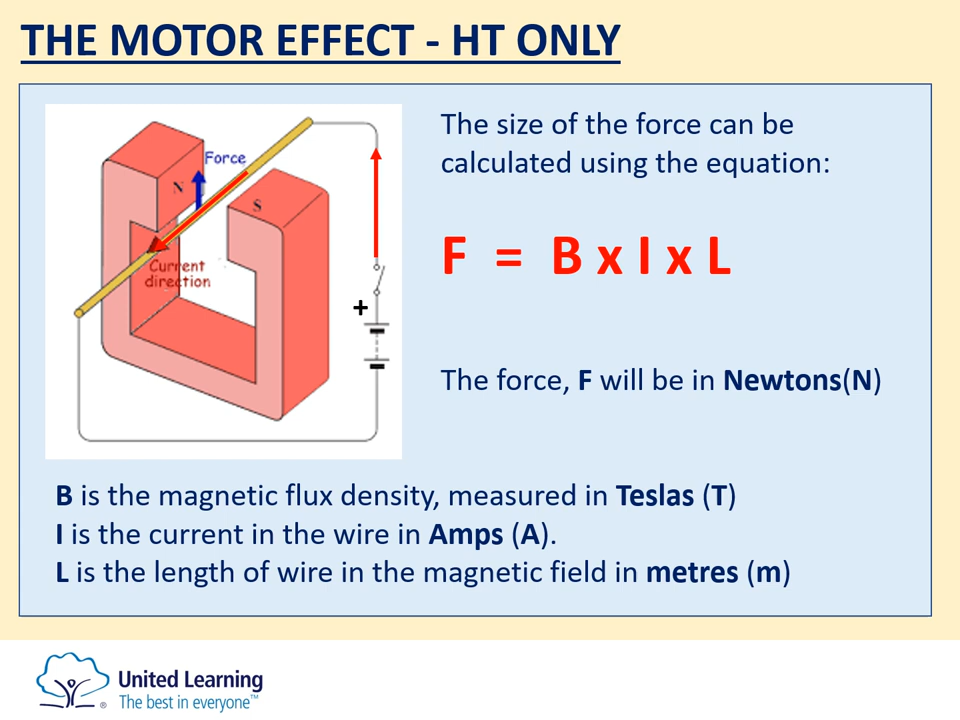 THE MOTOR EFFECT - HT ONLY
Force
N
S
Current
direction
+
The size of the force can be
calculated using the equation:
F = B x I x L
The force, F will be in Newtons(N)
B is the magnetic flux density, measured in Teslas (T)
I is the current in the wire in Amps (A).
L is the length of wire in the magnetic field in metres (m)
United Learning
The best in everyone™
®